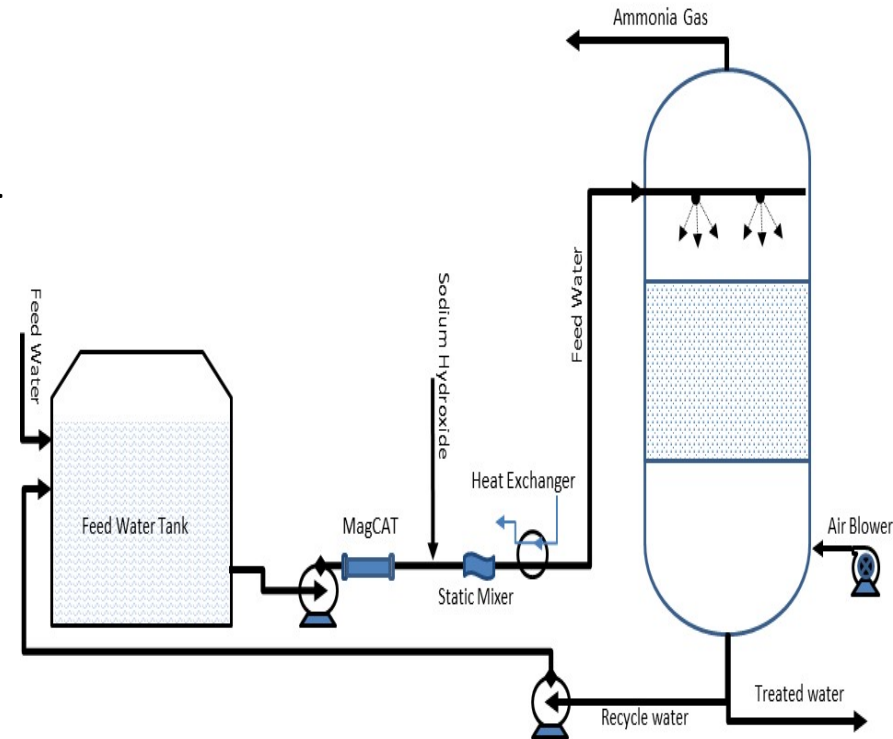 Ammonia Gas
Feed Water
Sodium Hydroxide
Feed Water
Heat Exchanger
MagCAT
Feed Water Tank
Air Blower
Static Mixer
Treated water
Recycle water